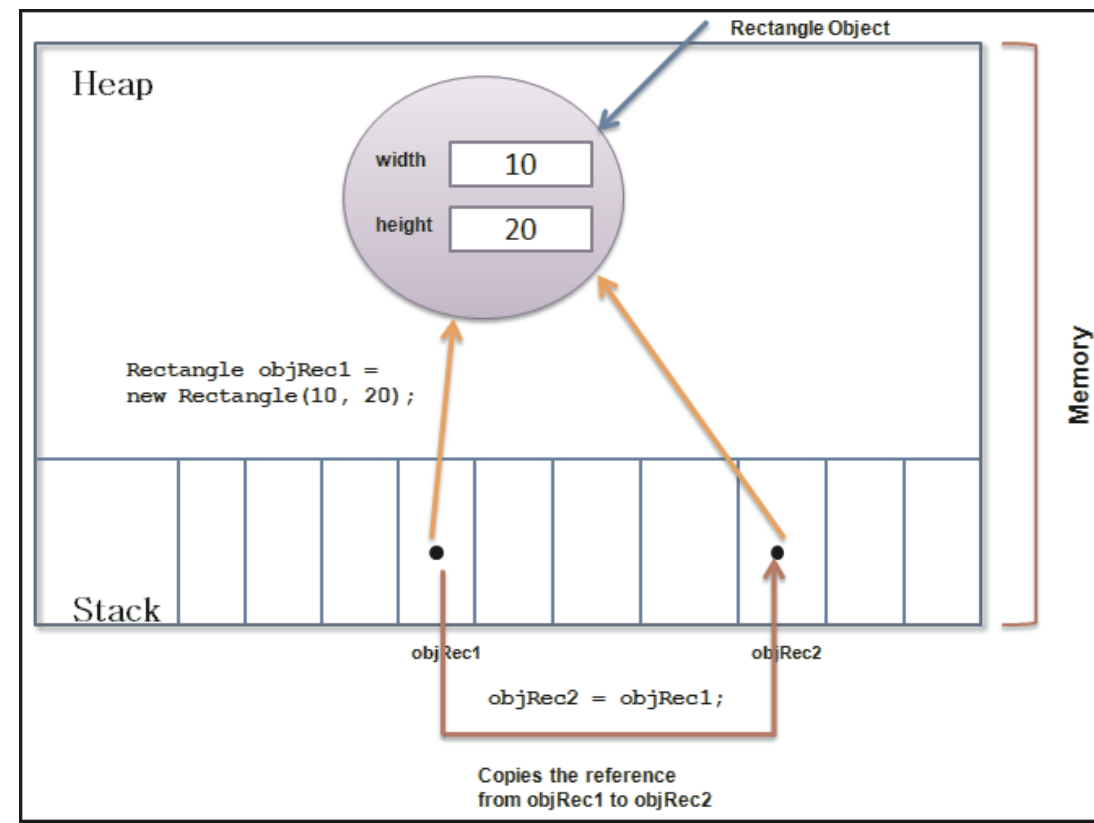 Rectangle Object
Heap
width
10
height
20
Rectangle objRec1 =
new Rectangle(10, 20);
Memory
Stack
objRec1
objRec2
objRec2 = objRec1;
Copies the reference
from objRec1 to objRec2